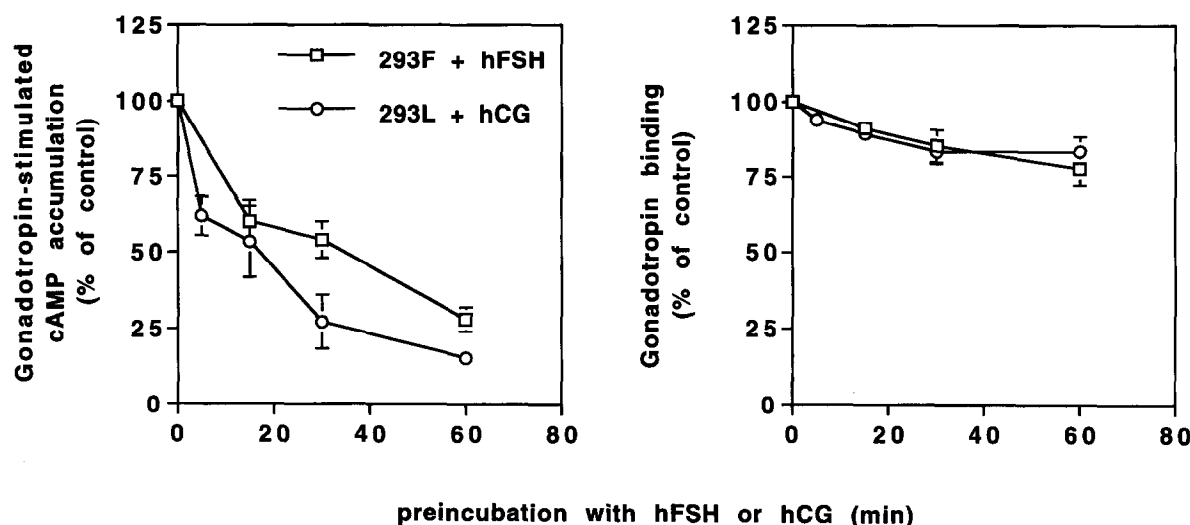 Gonadotropin-stimulated
cAMP accumulation
(% of control)
125
100
75
50
25
0
293F + hFSH
293L + hCG
0 20 40 60 80
Gonadotropin binding
(% of control)
125
100
75
50
25
0
0 20 40 60 80
preincubation with hFSH or hCG (min)